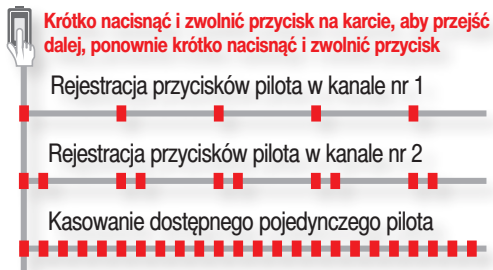 Krótko nacisnąć i zwolnić przycisk na karcie, aby przejść
dalej, ponownie krótko nacisnąć i zwolnić przycisk
Rejestracja przycisków pilota w kanale nr 1
Rejestracja przycisków pilota w kanale nr 2
Kasowanie dostępnego pojedynczego pilota